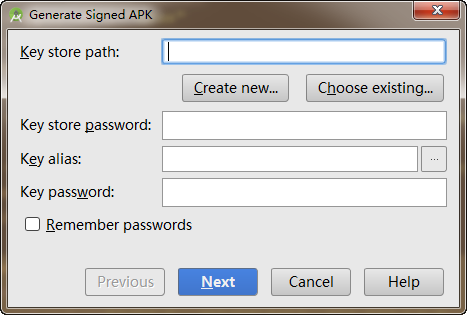 Generate Signed APK
Key store path:
Create new... Choose existing...
Key store password:
Key alias:
...
Key password:
Remember passwords
Previous Next Cancel Help